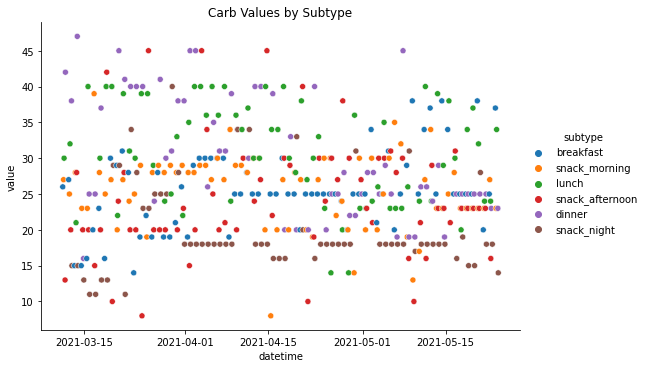 Carb Values by Subtype
value
45
40
35
30
25
20
15
10
2021-03-15 2021-04-01 2021-04-15 2021-05-01 2021-05-15
datetime
subtype
breakfast
snack_morning
lunch
snack_afternoon
dinner
snack_night